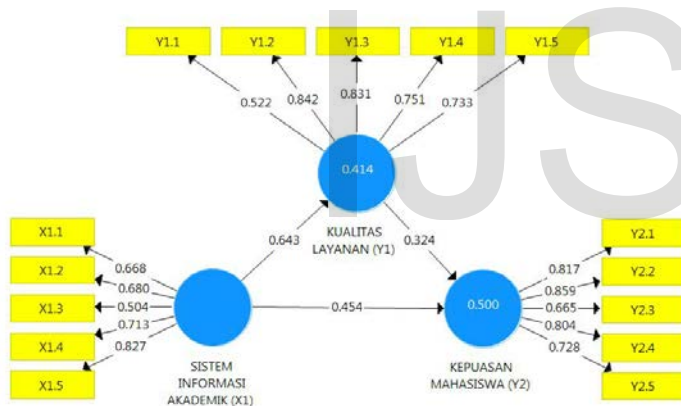 Y1.1
Y1.2
Y1.3
Y1.4
Y1.5
0.522
0.842
0.831
0.751
0.733
0.414
KUALITAS
LAYANAN (Y1)
0.643
0.324
X1.1
X1.2
X1.3
X1.4
X1.5
0.668
0.680
0.504
0.713
0.827
SISTEM
INFORMASI
AKADEMIK (X1)
0.454
0.500
KEPUASAN
MAHASISWA (Y2)
0.817
0.859
0.665
0.804
0.728
Y2.1
Y2.2
Y2.3
Y2.4
Y2.5
IJS